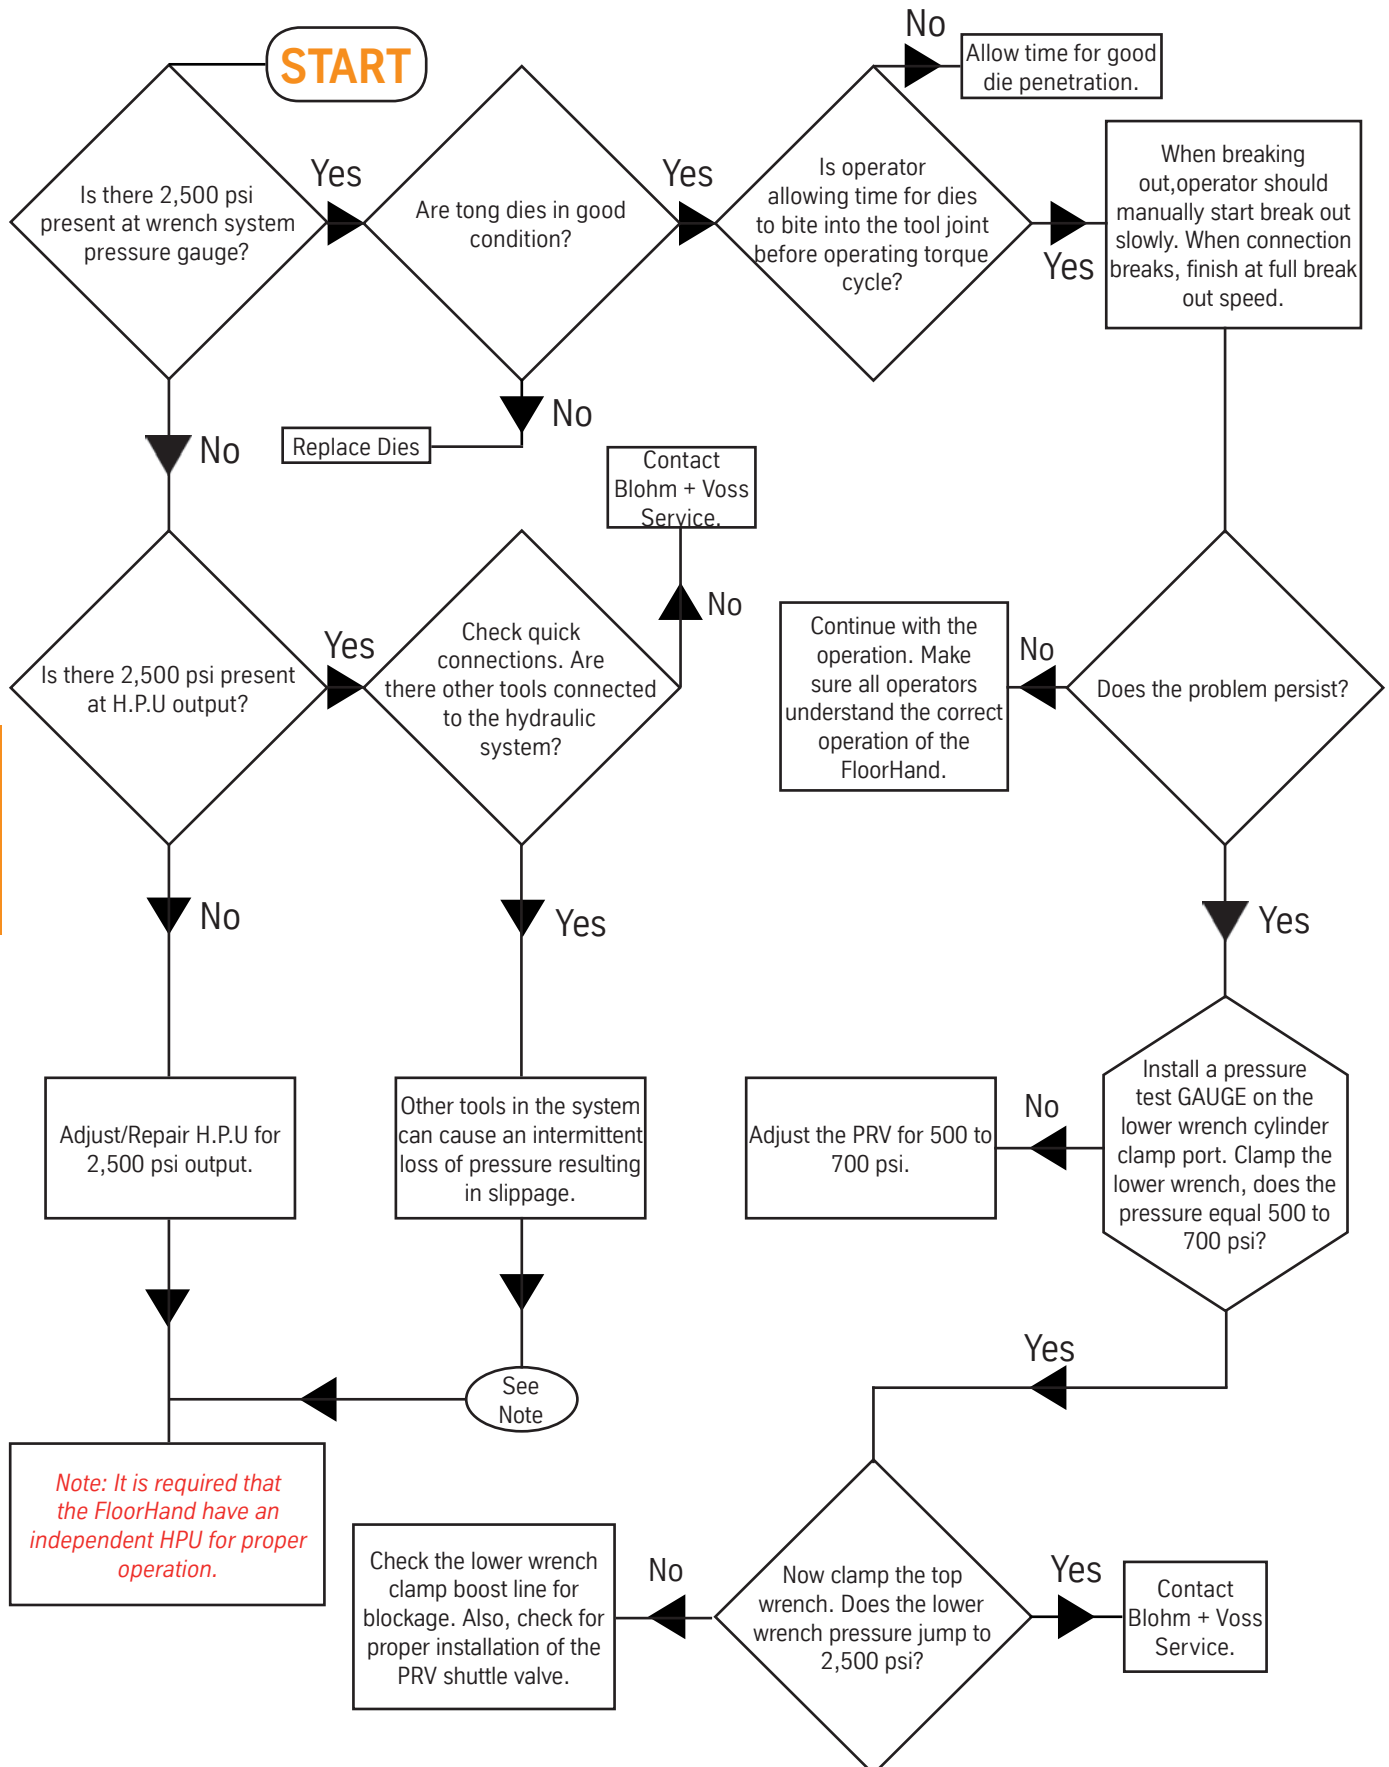 START
No
Allow time for good
die penetration.
Is there 2,500 psi
present at wrench system
pressure gauge?
Yes
Are tong dies in good
condition?
Yes
Is operator
allowing time for dies
to bite into the tool joint
before operating torque
cycle?
Yes
When breaking
out,operator should
manually start break out
slowly. When connection
breaks, finish at full break
out speed.
No
Replace Dies
No
Contact
Blohm + Voss
Service.
No
Is there 2,500 psi present
at H.P.U output?
Yes
Check quick
connections. Are
there other tools connected
to the hydraulic
system?
Continue with the
operation. Make
sure all operators
understand the correct
operation of the
FloorHand.
No
Does the problem persist?
No
Yes
Yes
Adjust/Repair H.P.U for
2,500 psi output.
Other tools in the system
can cause an intermittent
loss of pressure resulting
in slippage.
Adjust the PRV for 500 to
700 psi.
No
Install a pressure
test GAUGE on the
lower wrench cylinder
clamp port. Clamp the
lower wrench, does the
pressure equal 500 to
700 psi?
Yes
See
Note
Note: It is required that
the FloorHand have an
independent HPU for proper
operation.
Check the lower wrench
clamp boost line for
blockage. Also, check for
proper installation of the
PRV shuttle valve.
No
Now clamp the top
wrench. Does the lower
wrench pressure jump to
2,500 psi?
Yes
Contact
Blohm + Voss
Service.